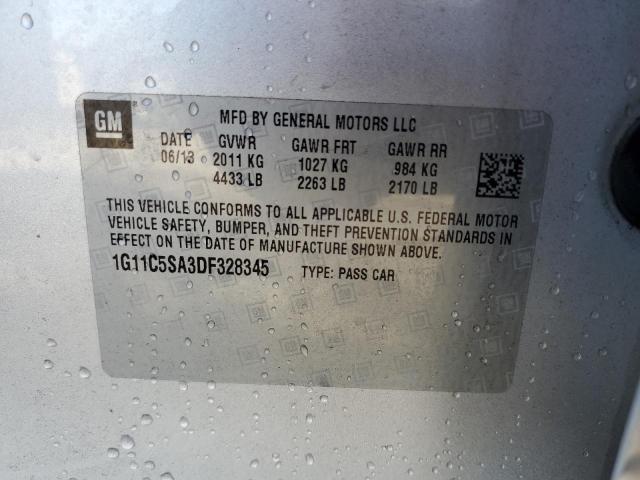 GM
MFD BY GENERAL MOTORS LLC
DATE GVWR GAWR FRT GAWR RR
06/13 2011 KG 1027 KG 984 KG
4433 LB 2263 LB 2170 LB
THIS VEHICLE CONFORMS TO ALL APPLICABLE U.S. FEDERAL MOTOR
VEHICLE SAFETY, BUMPER, AND THEFT PREVENTION STANDARDS IN
EFFECT ON THE DATE OF MANUFACTURE SHOWN ABOVE.
1G11C5SA3DF328345 TYPE: PASS CAR